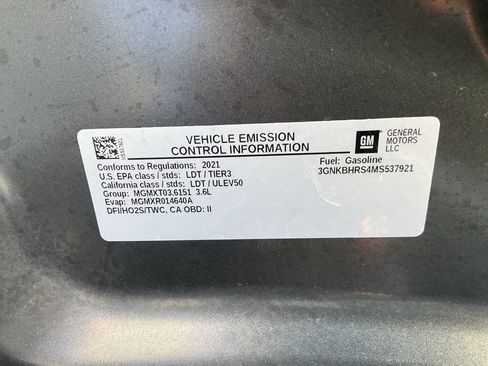 VEHICLE EMISSION
CONTROL INFORMATION
GM
GENERAL
MOTORS
LLC
Conforms to Regulations: 2021
U.S. EPA class / stds: LDT / TIER3
California class / stds: LDT / ULEV50
Group: MGMXT03.6151 3.6L
Evap: MGMXR014640A
DFI/HO2S/TWC, CA OBD: II
Fuel: Gasoline
3GNKBHRS4MS537921